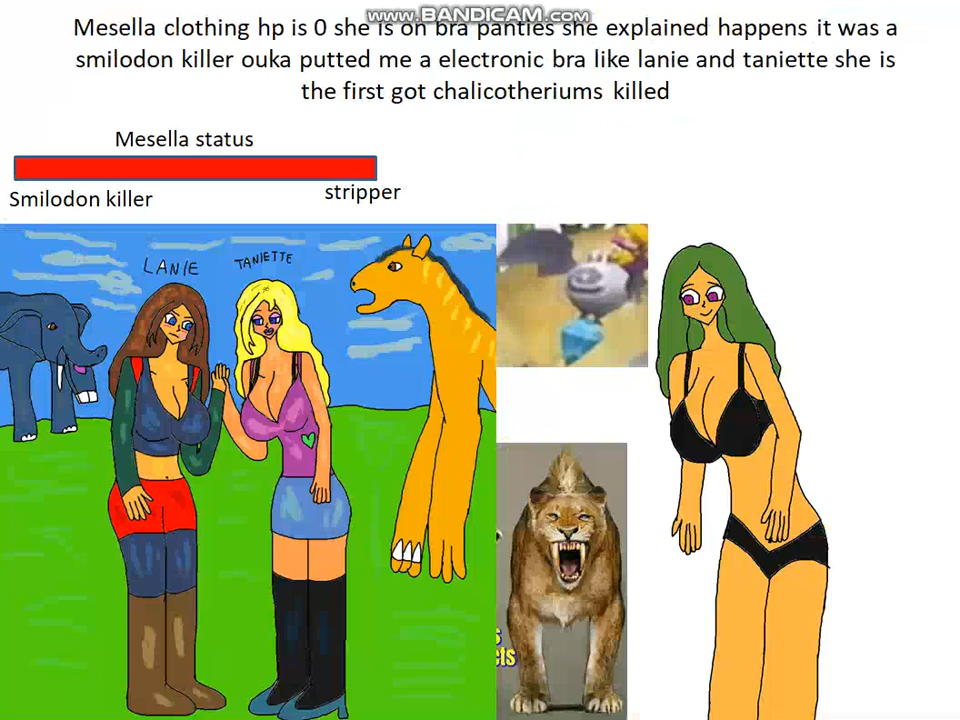 www.BANDICAM.com
Mesella clothing hp is 0 she is on bra panties she explained happens it was a
smilodon killer ouka putted me a electronic bra like lanie and taniette she is
the first got chalicotheriums killed
Mesella status
Smilodon killer
stripper
LANIE
TANIETTE